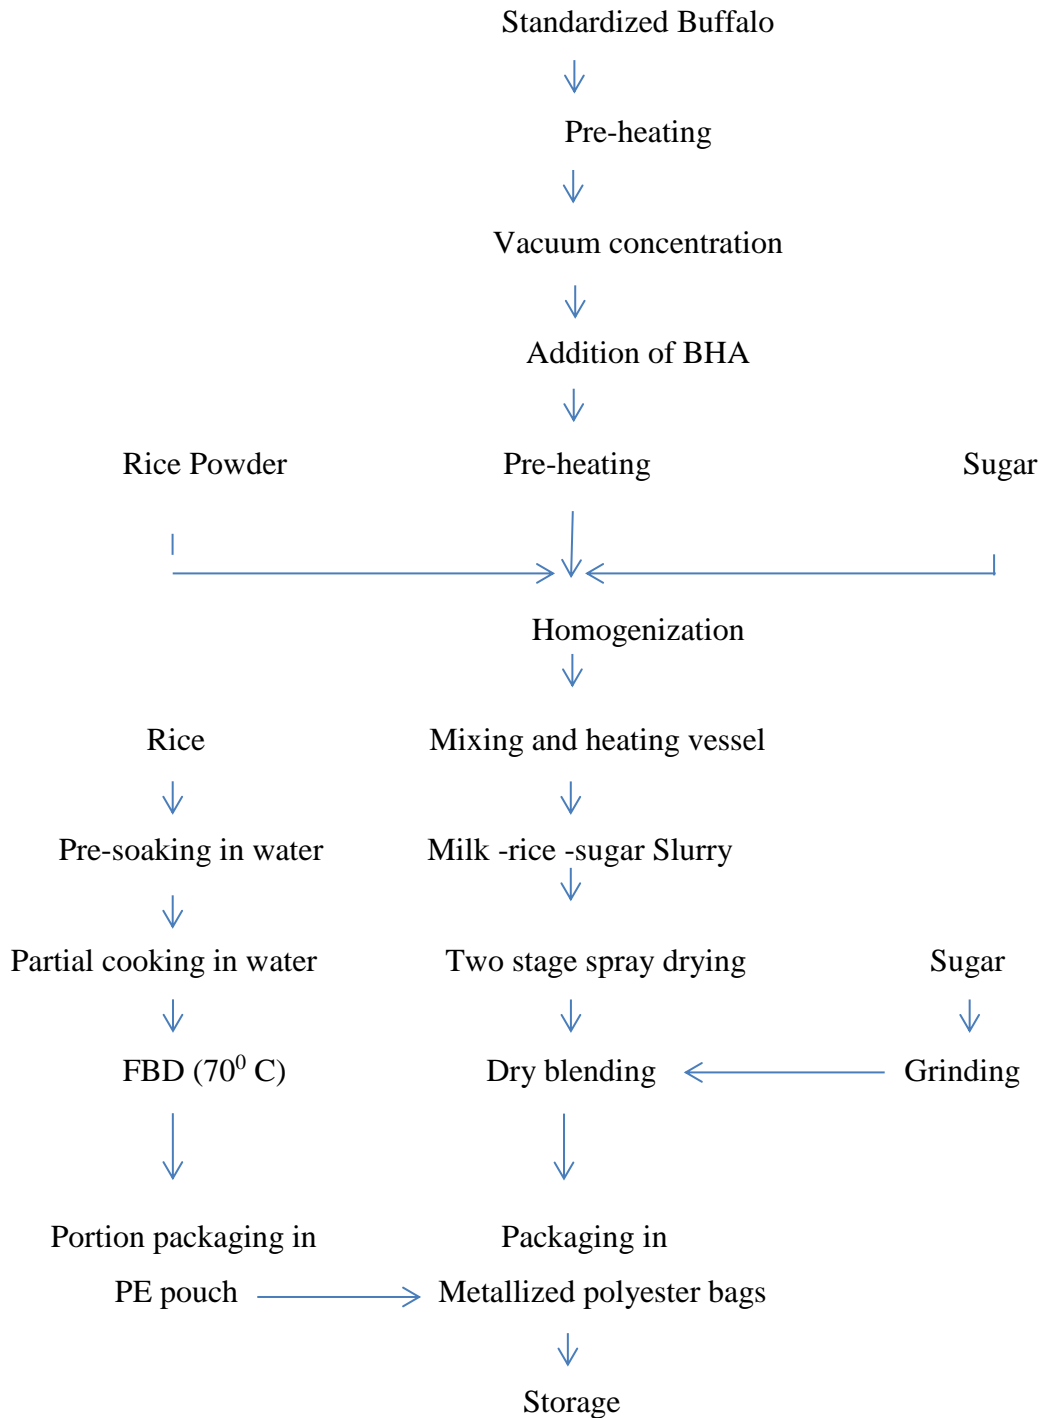 Standardized Buffalo
Pre-heating
Vacuum concentration
Addition of BHA
Rice Powder Pre-heating Sugar
Homogenization
Rice Mixing and heating vessel
Pre-soaking in water Milk -rice -sugar Slurry
Partial cooking in water Two stage spray drying Sugar
FBD (70⁰ C) Dry blending Grinding
Portion packaging in Packaging in
PE pouch Metallized polyester bags
Storage